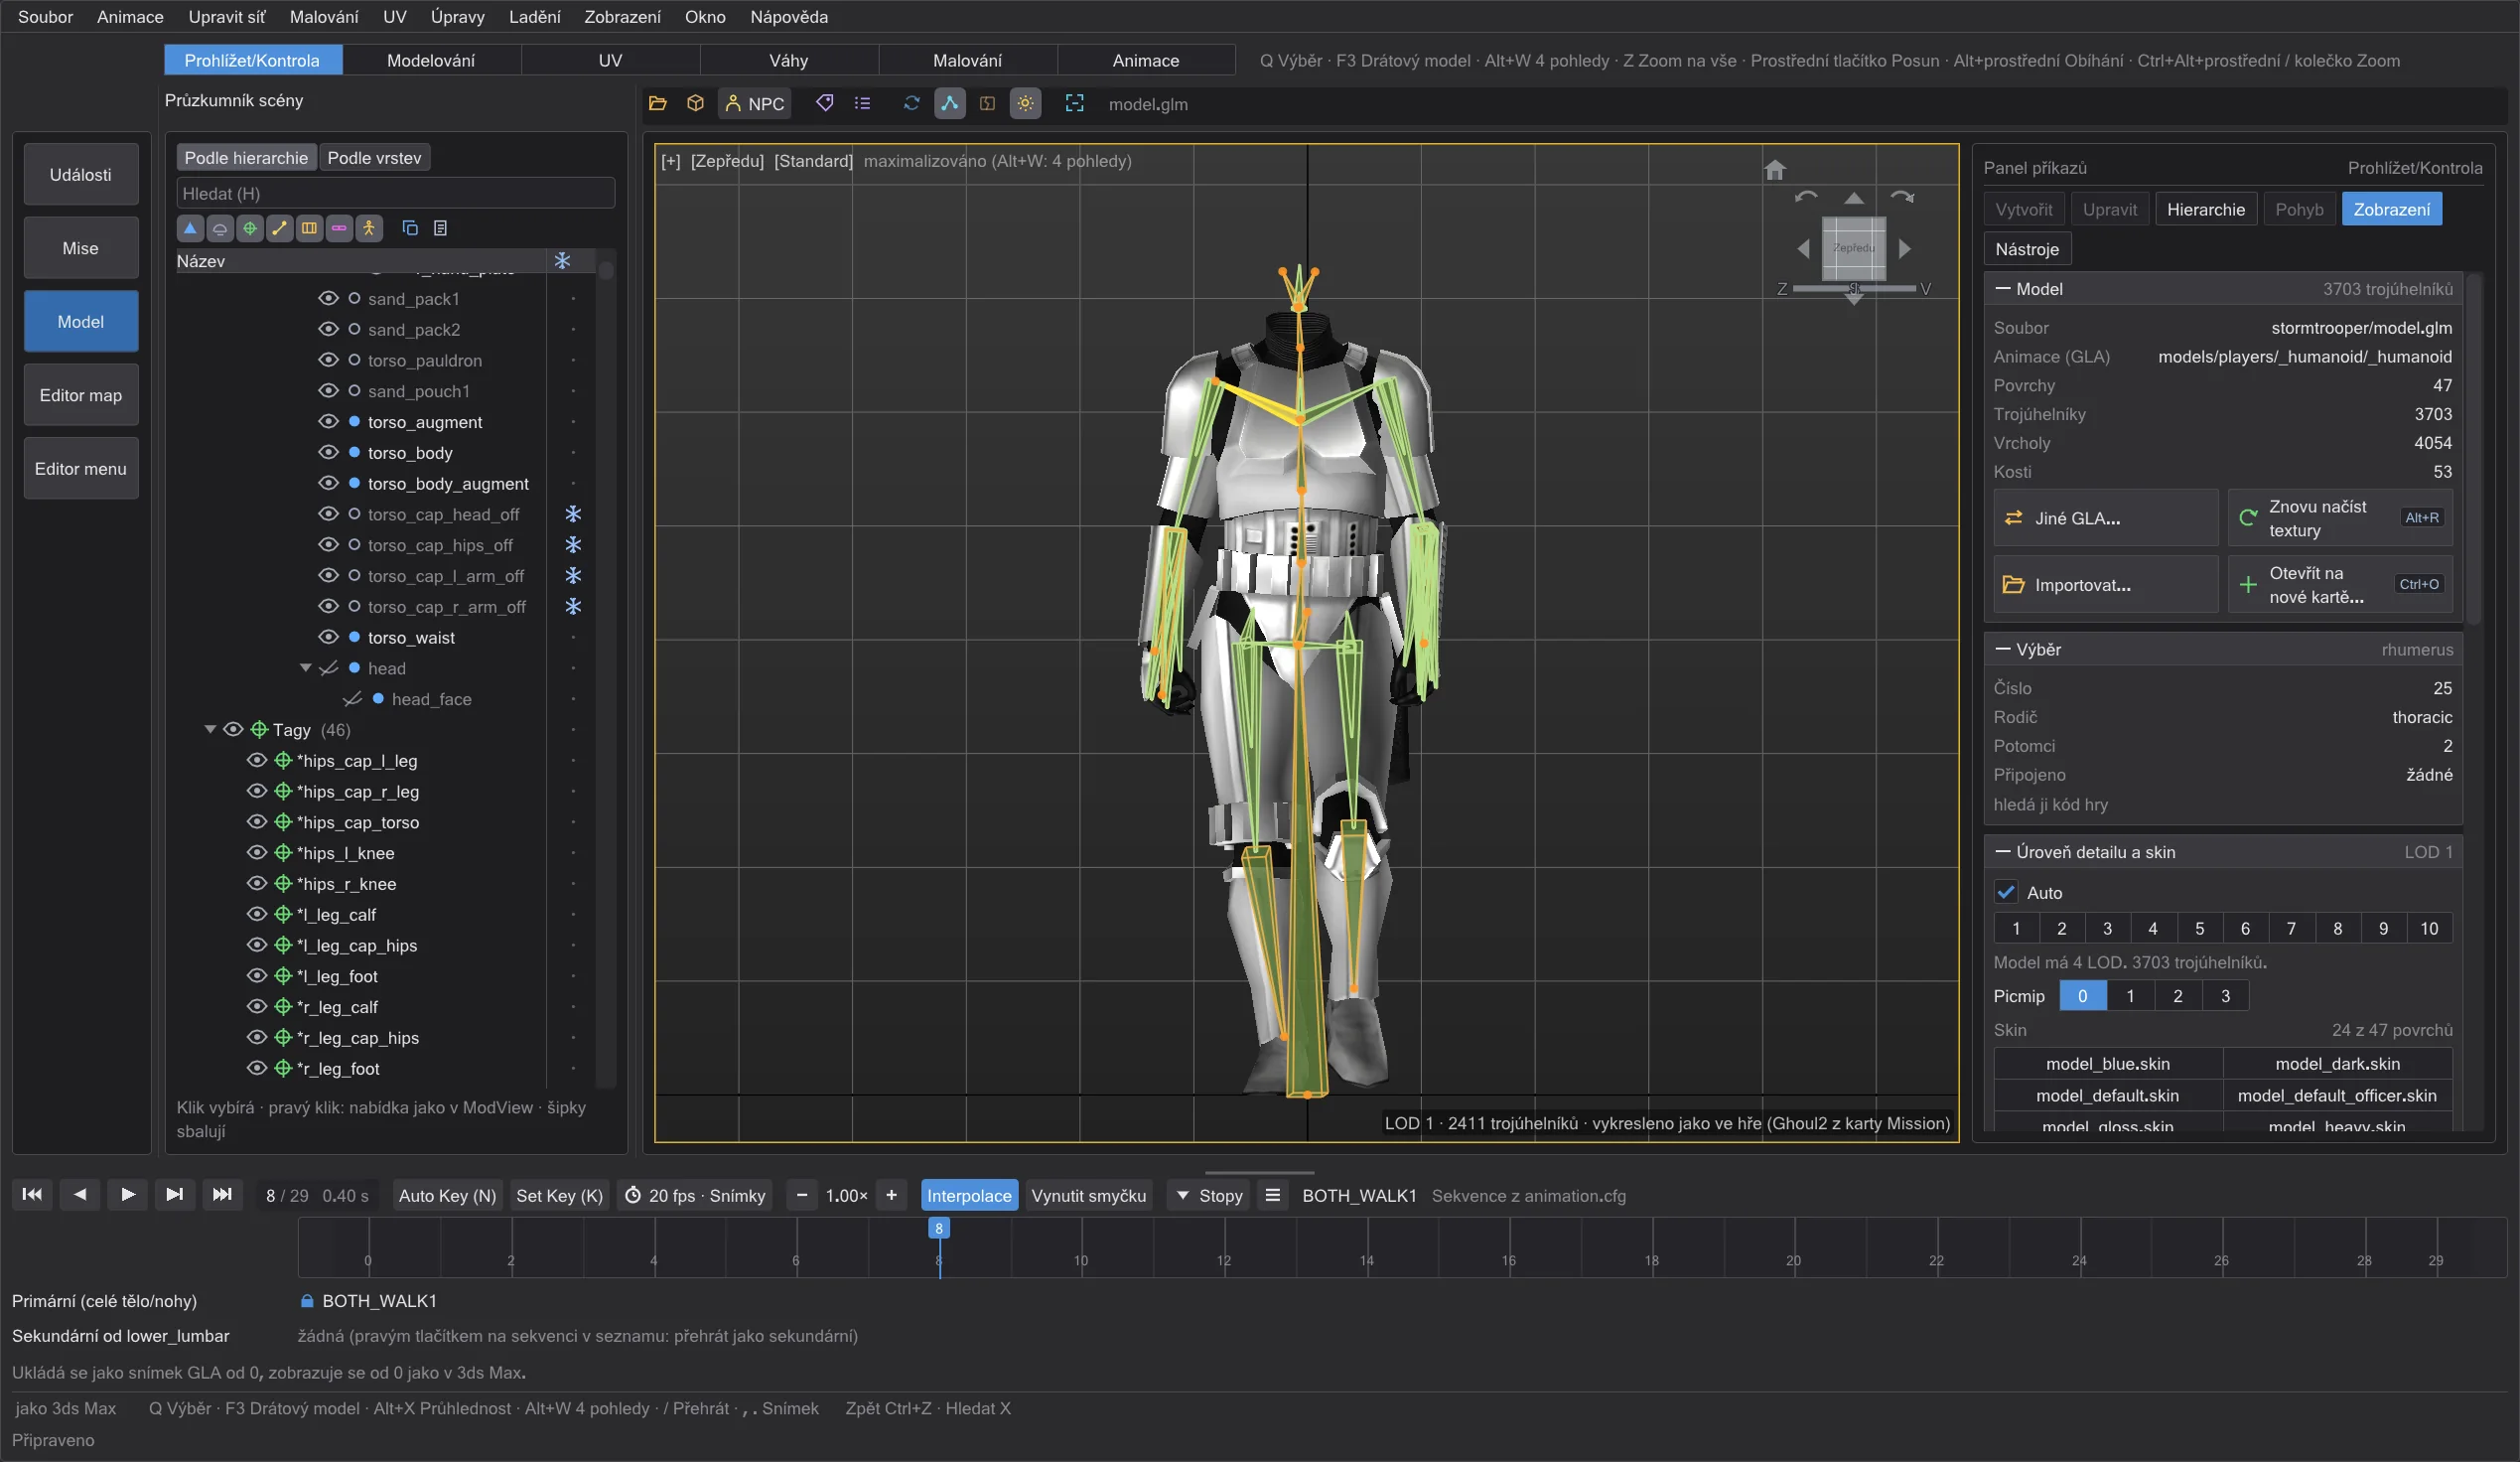 Soubor Animace Upravit síť Malování UV Úpravy Ladění Zobrazení Okno Nápověda
Prohlížet/Kontrola Modelování UV Váhy Malování Animace Q Výběr · F3 Drátový model · Alt+W 4 pohledy · Z Zoom na vše · Prostřední tlačítko Posun · Alt+prostřední Obíhání · Ctrl+Alt+prostřední / kolečko Zoom
Události
Mise
Model
Editor map
Editor menu
Průzkumník scény
Podle hierarchie Podle vrstev
Hledat (H)
Název
sand_pack1
sand_pack2
torso_pauldron
sand_pouch1
torso_augment
torso_body
torso_body_augment
torso_cap_head_off
torso_cap_hips_off
torso_cap_l_arm_off
torso_cap_r_arm_off
torso_waist
head
head_face
Tagy (46)
*hips_cap_l_leg
*hips_cap_r_leg
*hips_cap_torso
*hips_l_knee
*hips_r_knee
*l_leg_calf
*l_leg_cap_hips
*l_leg_foot
*r_leg_calf
*r_leg_cap_hips
*r_leg_foot
Klik vybírá · pravý klik: nabídka jako v ModView · šipky
sbalují
NPC model.glm
[+] [Zepředu] [Standard] maximalizováno (Alt+W: 4 pohledy)
Zepředu
Z V
LOD 1 · 2411 trojúhelníků · vykresleno jako ve hře (Ghoul2 z karty Mission)
Panel příkazů Prohlížet/Kontrola
Vytvořit Upravit Hierarchie Pohyb Zobrazení
Nástroje
Model 3703 trojúhelníků
Soubor stormtrooper/model.glm
Animace (GLA) models/players/_humanoid/_humanoid
Povrchy 47
Trojúhelníky 3703
Vrcholy 4054
Kosti 53
Jiné GLA... Znovu načíst textury Alt+R
Importovat... Otevřít na nové kartě... Ctrl+O
Výběr rhumerus
Číslo 25
Rodič thoracic
Potomci 2
Připojeno žádné
hledá ji kód hry
Úroveň detailu a skin LOD 1
Auto
1 2 3 4 5 6 7 8 9 10
Model má 4 LOD. 3703 trojúhelníků.
Picmip 0 1 2 3
Skin 24 z 47 povrchů
model_blue.skin model_dark.skin
model_default.skin model_default_officer.skin
model_gloss.skin model_heavy.skin
8 / 29 0.40 s Auto Key (N) Set Key (K) 20 fps · Snímky − 1.00× + Interpolace Vynutit smyčku Stopy BOTH_WALK1 Sekvence z animation.cfg
8
0 2 4 6 8 10 12 14 16 18 20 22 24 26 28 29
Primární (celé tělo/nohy) BOTH_WALK1
Sekundární od lower_lumbar žádná (pravým tlačítkem na sekvenci v seznamu: přehrát jako sekundární)
Ukládá se jako snímek GLA od 0, zobrazuje se od 0 jako v 3ds Max.
jako 3ds Max Q Výběr · F3 Drátový model · Alt+X Průhlednost · Alt+W 4 pohledy · / Přehrát · , . Snímek Zpět Ctrl+Z · Hledat X
Připraveno